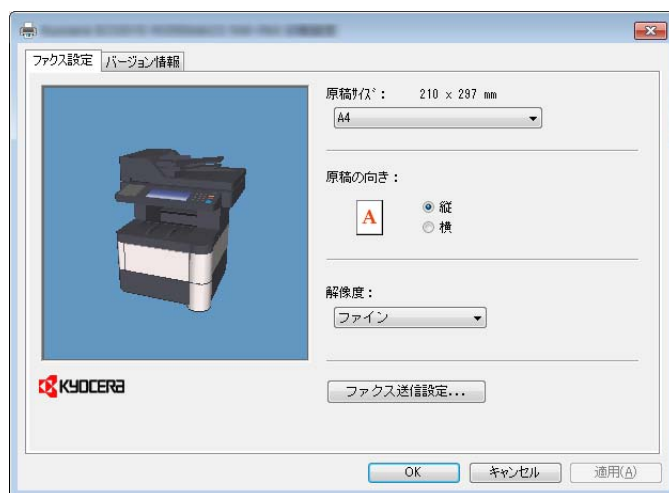 ファクス設定 バージョン情報
原稿サイズ: 210 x 297 mm
A4
原稿の向き:
A
縦
横
解像度:
ファイン
KYOCERA
ファクス送信設定...
OK キャンセル 適用(A)